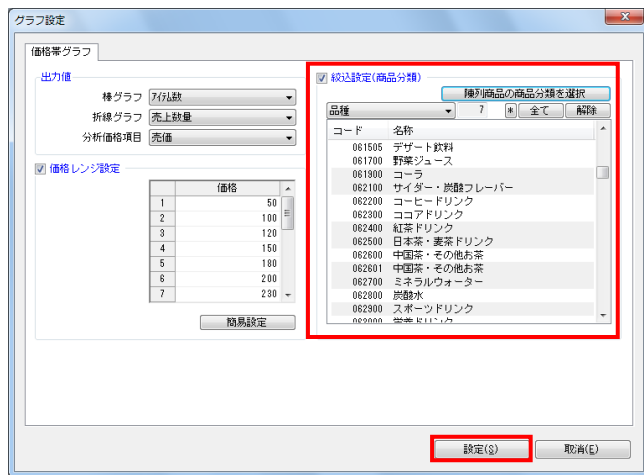 グラフ設定
価格帯グラフ
出力値
棒グラフ ｱｲﾃﾑ数
折線グラフ 売上数量
分析価格項目 売価
価格レンジ設定
価格
1 50
2 100
3 120
4 150
5 180
6 200
7 230
簡易設定
絞込設定(商品分類)
陳列商品の商品分類を選択
品種 7 * 全て 解除
コード 名称
061505 デザート飲料
061700 野菜ジュース
061900 コーラ
062100 サイダー・炭酸フレーバー
062200 コーヒードリンク
062300 ココアドリンク
062400 紅茶ドリンク
062500 日本茶・麦茶ドリンク
062600 中国茶・その他お茶
062601 中国茶・その他お茶
062700 ミネラルウォーター
062800 炭酸水
062900 スポーツドリンク
設定(S) 取消(E)